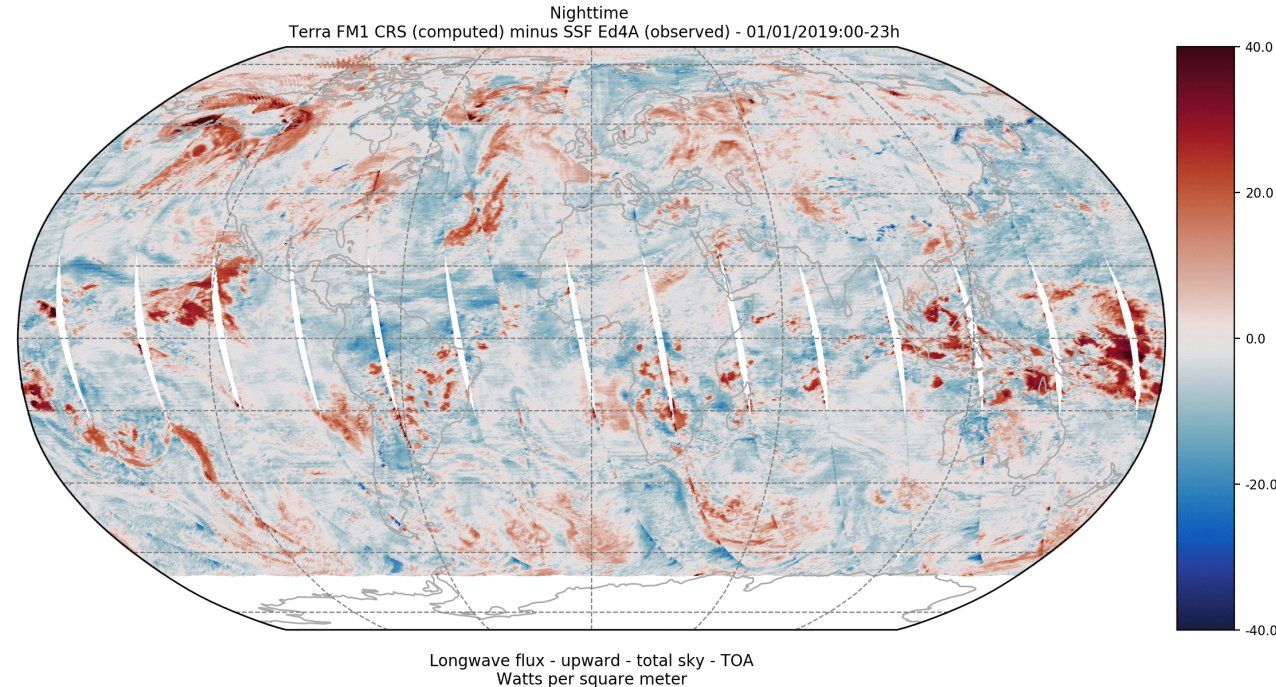 Nighttime
Terra FM1 CRS (computed) minus SSF Ed4A (observed) - 01/01/2019:00-23h
40.0
20.0
0.0
-20.0
-40.0
Longwave flux - upward - total sky - TOA
Watts per square meter